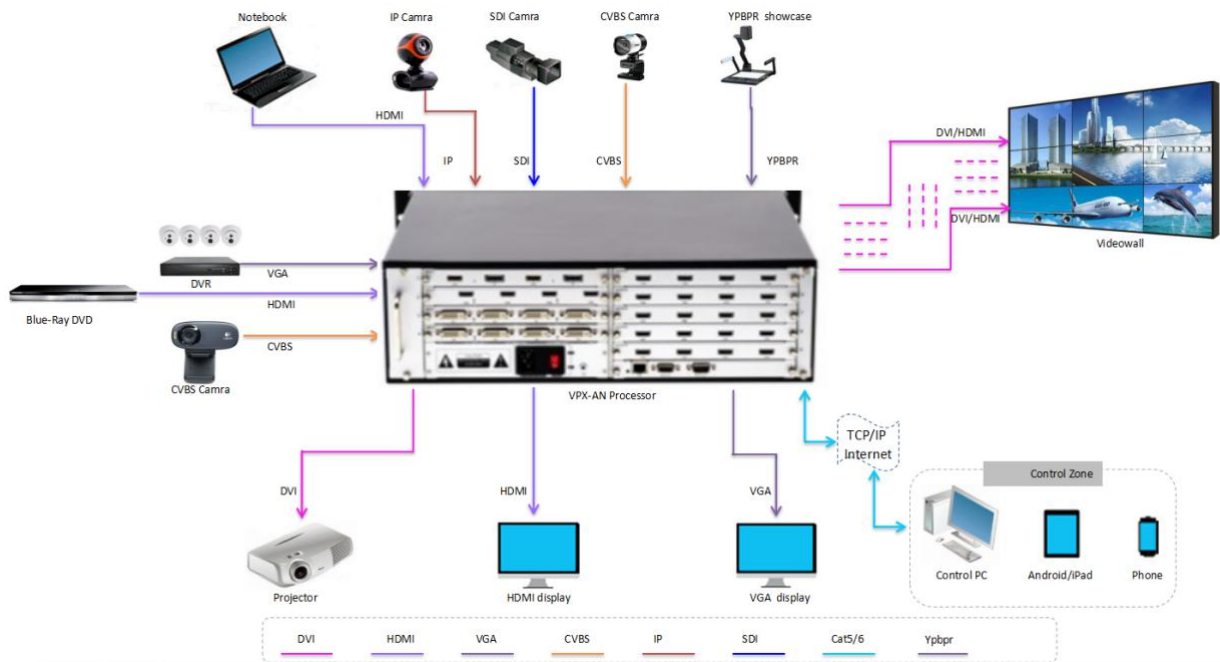 Notebook
IP Camra
SDI Camra
CVBS Camra
YPBPR showcase
HDMI
IP
SDI
CVBS
YPBPR
DVI/HDMI
DVI/HDMI
Videowall
VGA
DVR
HDMI
Blue-Ray DVD
CVBS
CVBS Camra
VPX-AN Processor
TCP/IP
Internet
DVI
HDMI
VGA
Control Zone
Control PC
Android/iPad
Phone
Projector
HDMI display
VGA display
DVI
HDMI
VGA
CVBS
IP
SDI
Cat5/6
Ypbpr